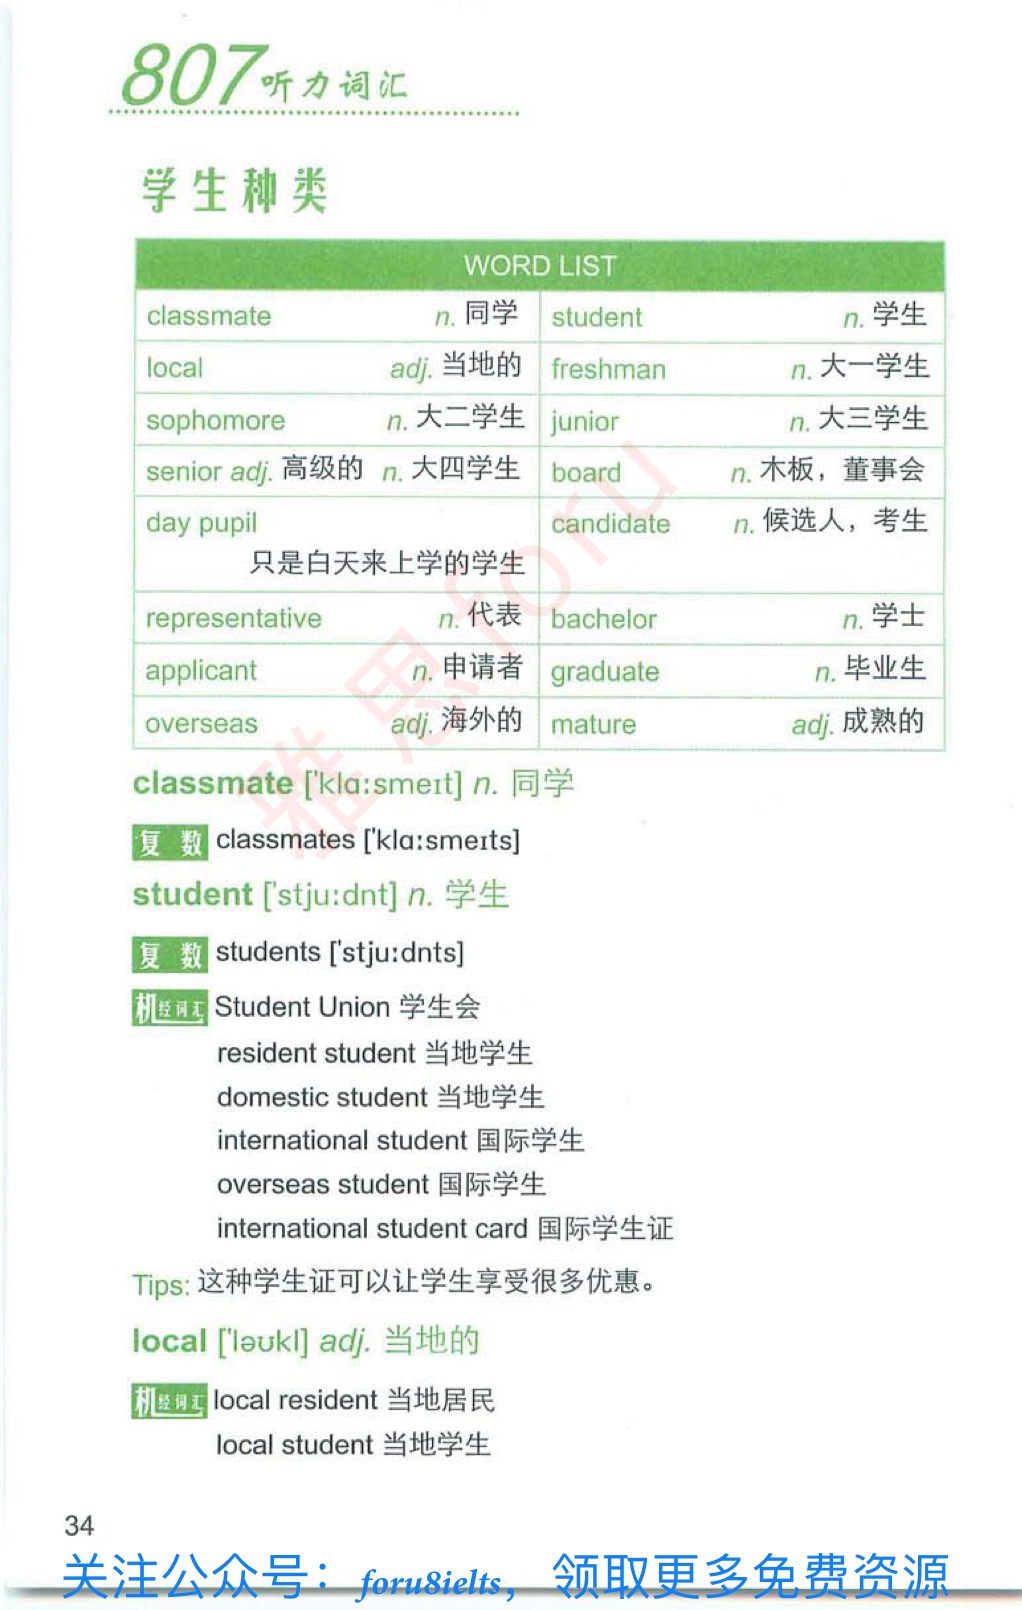 807听力词汇
学生种类
WORD LIST
classmate n. 同学 student n. 学生
local adj. 当地的 freshman n. 大一学生
sophomore n. 大二学生 junior n. 大三学生
senior adj. 高级的 n. 大四学生 board n. 木板，董事会
day pupil candidate n. 候选人，考生
只是白天来上学的学生
representative n. 代表 bachelor n. 学士
applicant n. 申请者 graduate n. 毕业生
overseas adj. 海外的 mature adj. 成熟的
雅思foru
classmate ['klɑːsmeɪt] n. 同学
复数 classmates ['klɑːsmeɪts]
student ['stjuːdnt] n. 学生
复数 students ['stjuːdnts]
机经词汇 Student Union 学生会
resident student 当地学生
domestic student 当地学生
international student 国际学生
overseas student 国际学生
international student card 国际学生证
Tips: 这种学生证可以让学生享受很多优惠。
local ['ləʊkl] adj. 当地的
机经词汇 local resident 当地居民
local student 当地学生
34
关注公众号：foru8ielts，领取更多免费资源